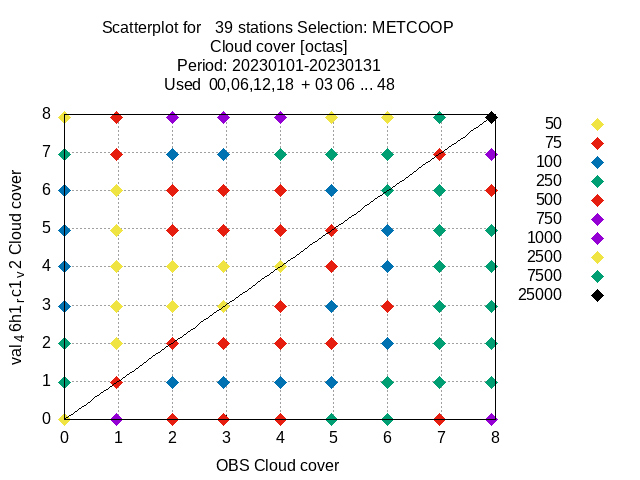 Scatterplot for 39 stations Selection: METCOOP
Cloud cover [octas]
Period: 20230101-20230131
Used 00,06,12,18 + 03 06 ... 48
8
7
6
5
4
3
2
1
0
val4 6h1r c1v 2 Cloud cover
0 1 2 3 4 5 6 7 8
OBS Cloud cover
50
75
100
250
500
750
1000
2500
7500
25000